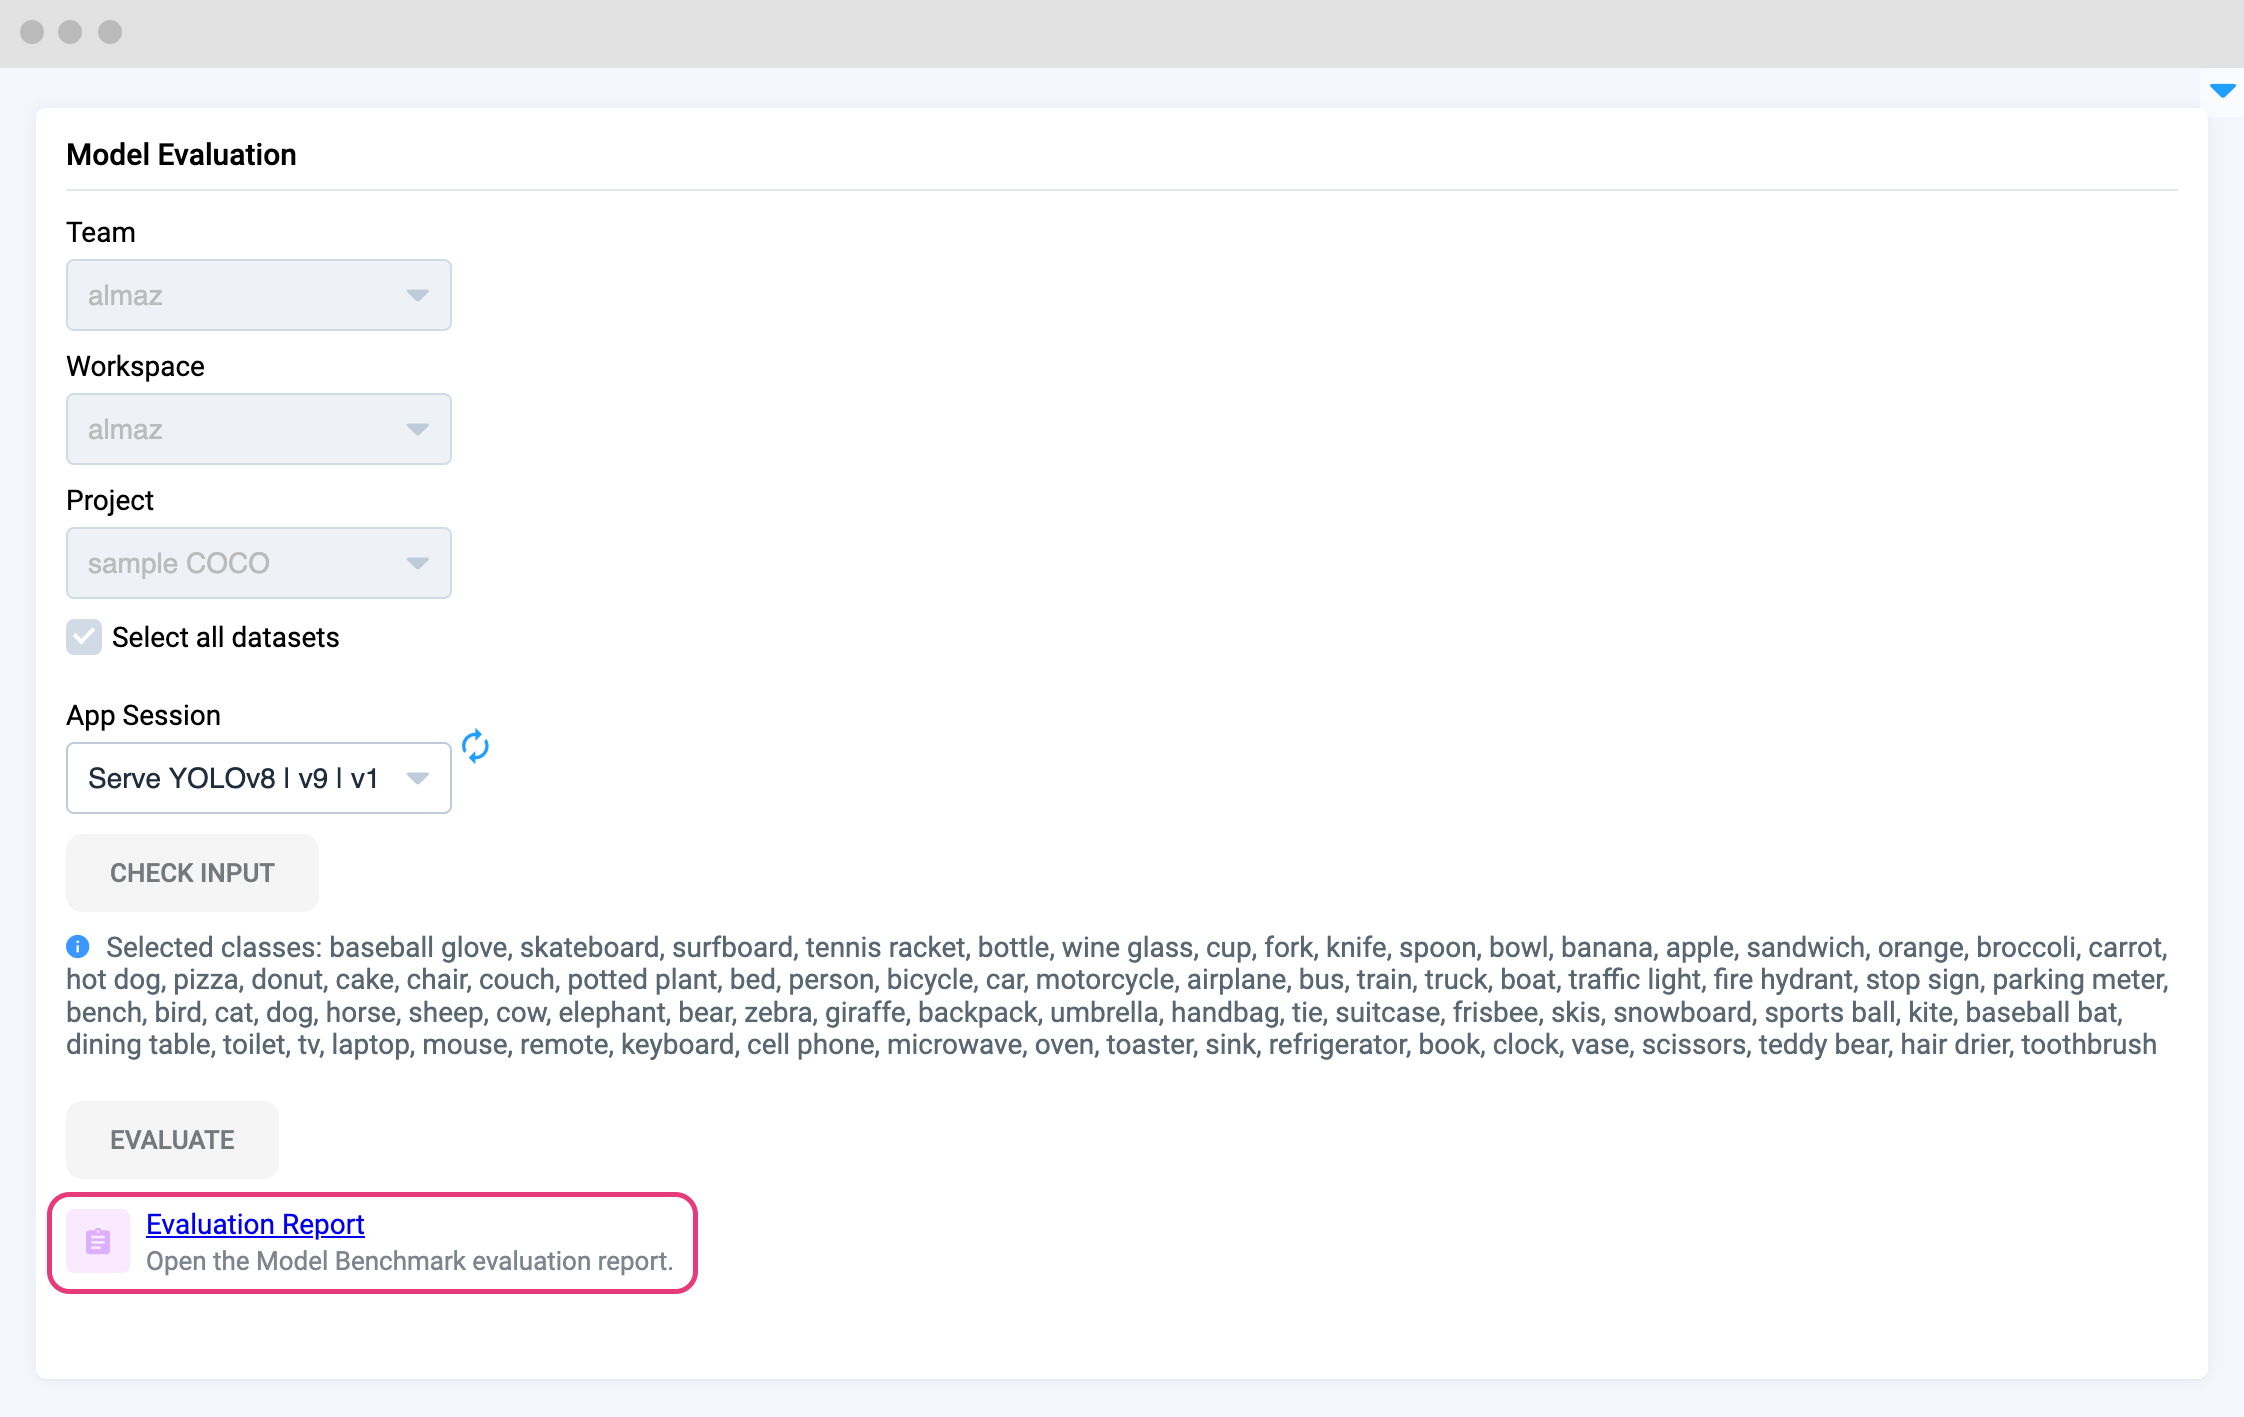 Model Evaluation
Team
almaz
Workspace
almaz
Project
sample COCO
Select all datasets
App Session
Serve YOLOv8 | v9 | v1
CHECK INPUT
Selected classes: baseball glove, skateboard, surfboard, tennis racket, bottle, wine glass, cup, fork, knife, spoon, bowl, banana, apple, sandwich, orange, broccoli, carrot,
hot dog, pizza, donut, cake, chair, couch, potted plant, bed, person, bicycle, car, motorcycle, airplane, bus, train, truck, boat, traffic light, fire hydrant, stop sign, parking meter,
bench, bird, cat, dog, horse, sheep, cow, elephant, bear, zebra, giraffe, backpack, umbrella, handbag, tie, suitcase, frisbee, skis, snowboard, sports ball, kite, baseball bat,
dining table, toilet, tv, laptop, mouse, remote, keyboard, cell phone, microwave, oven, toaster, sink, refrigerator, book, clock, vase, scissors, teddy bear, hair drier, toothbrush
EVALUATE
Evaluation Report
Open the Model Benchmark evaluation report.